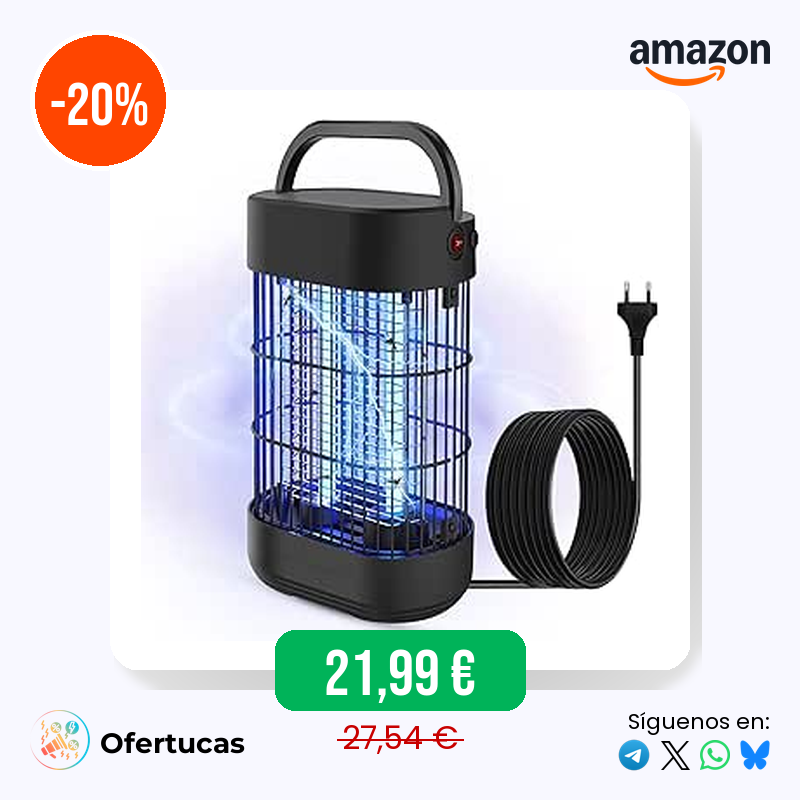 -20%
amazon
21,99 €
27,54 €
Ofertucas
Síguenos en: